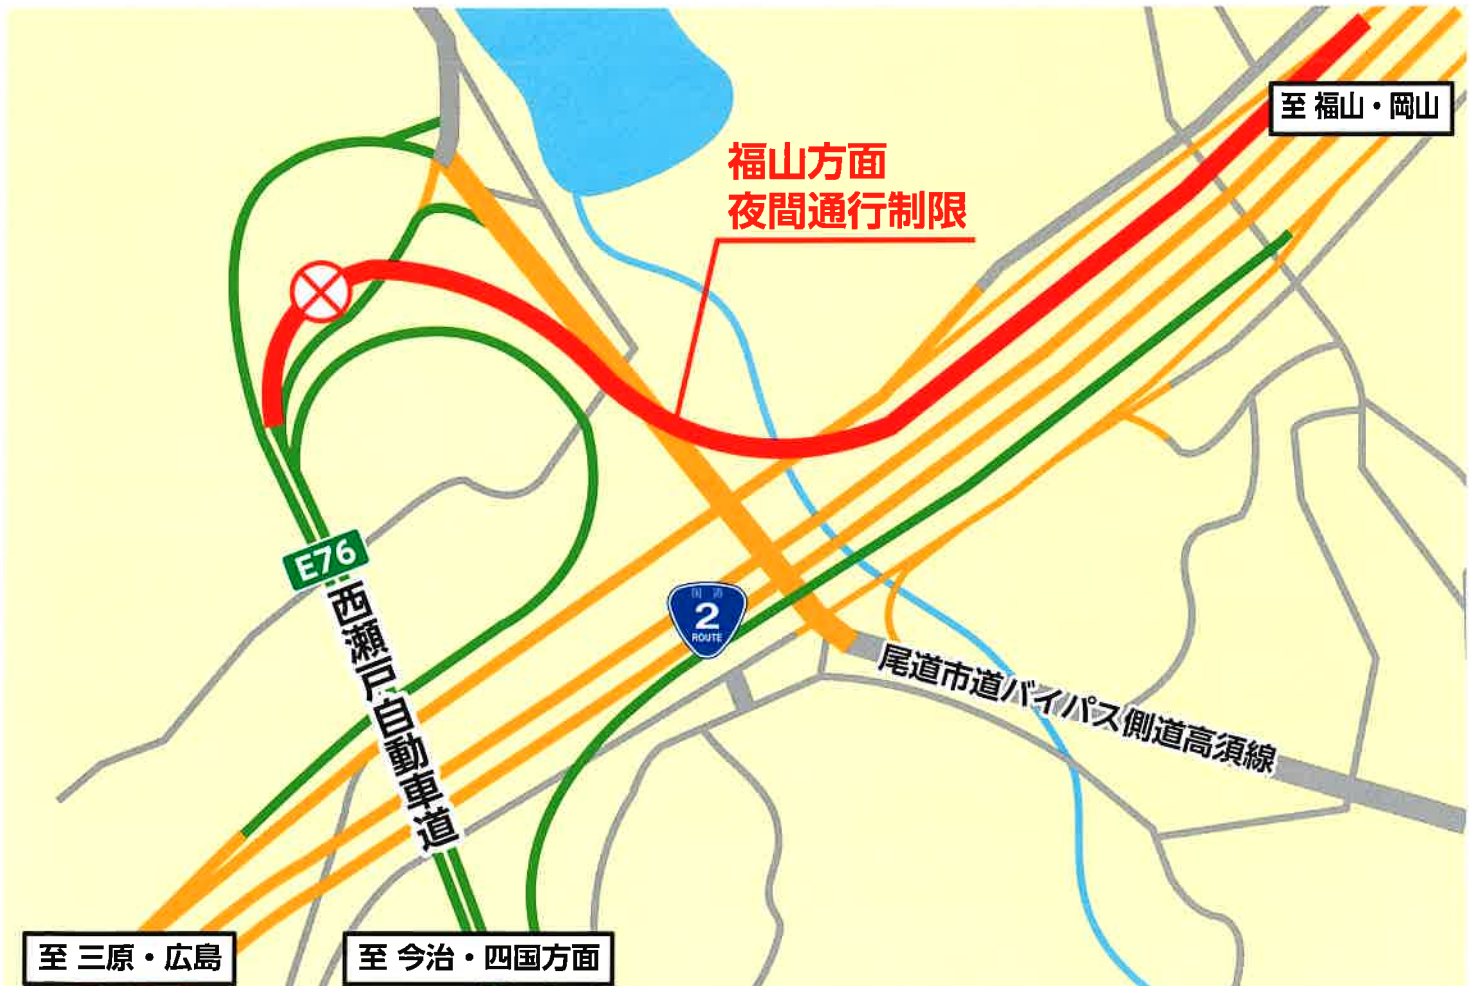 至 福山・岡山
福山方面
夜間通行制限
E76
西瀬戸自動車道
国道
2
ROUTE
尾道市道バイパス側道高須線
至 三原・広島
至 今治・四国方面